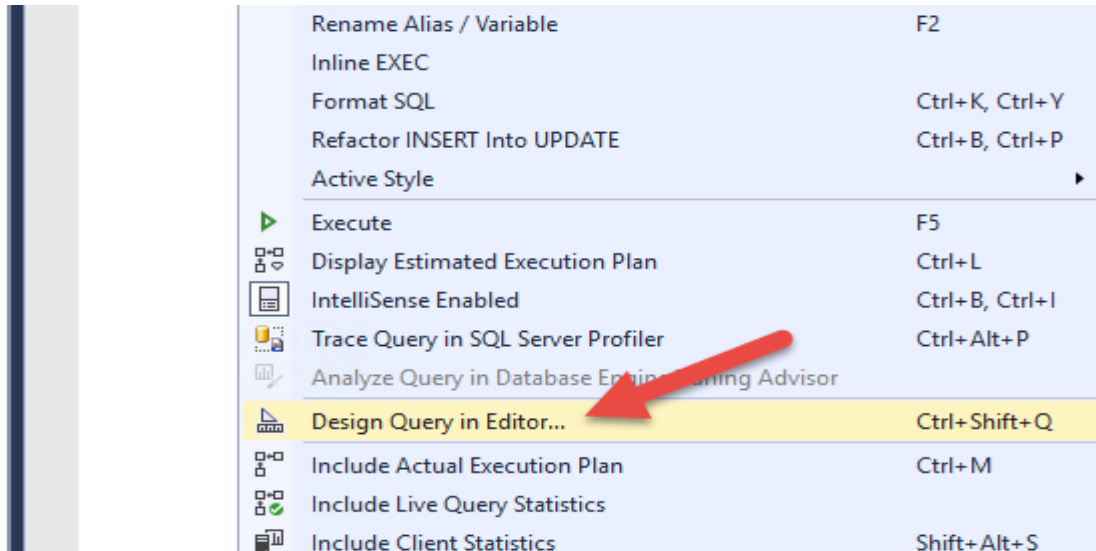 Rename Alias / Variable F2
Inline EXEC
Format SQL Ctrl+K, Ctrl+Y
Refactor INSERT Into UPDATE Ctrl+B, Ctrl+P
Active Style
Execute F5
Display Estimated Execution Plan Ctrl+L
IntelliSense Enabled Ctrl+B, Ctrl+I
Trace Query in SQL Server Profiler Ctrl+Alt+P
Analyze Query in Database Engine Tuning Advisor
Design Query in Editor... Ctrl+Shift+Q
Include Actual Execution Plan Ctrl+M
Include Live Query Statistics
Include Client Statistics Shift+Alt+S